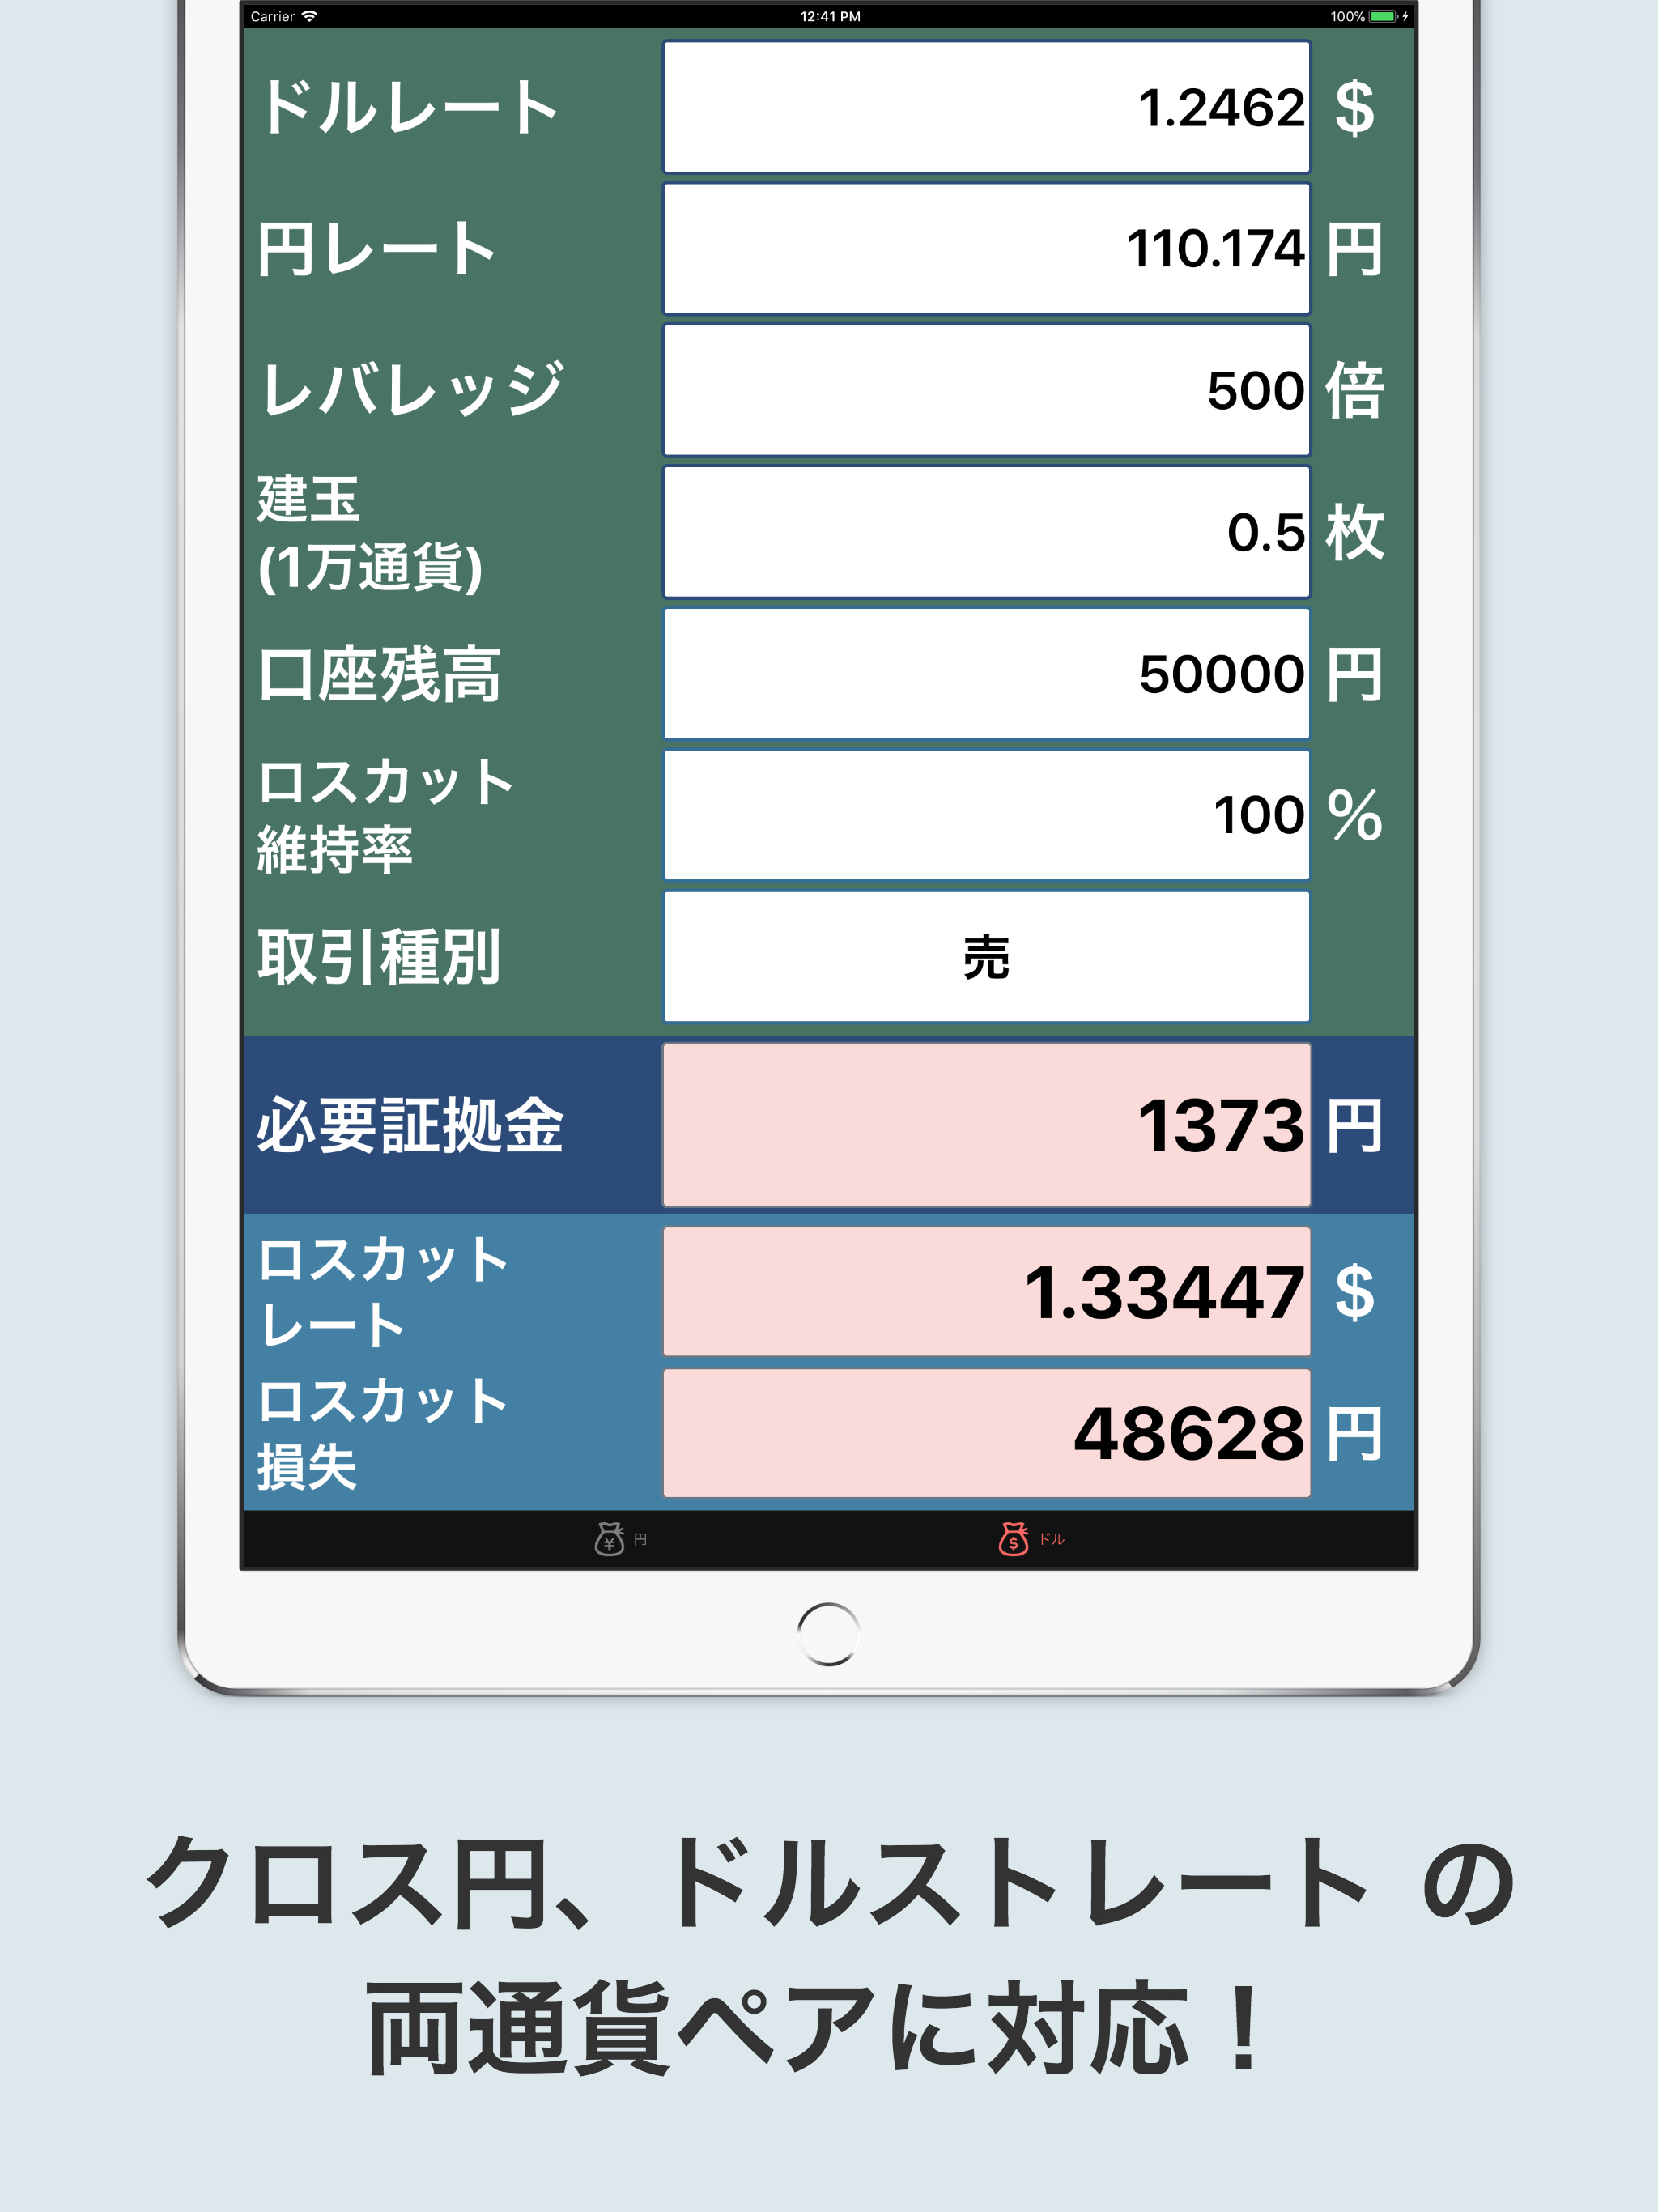 Carrier 12:41 PM 100%
ドルレート 1.2462 $
円レート 110.174 円
レバレッジ 500 倍
建玉
(1万通貨) 0.5 枚
口座残高 50000 円
ロスカット
維持率 100 %
取引種別 売
必要証拠金 1373 円
ロスカット
レート 1.33447 $
ロスカット
損失 48628 円
¥ 円 $ ドル
クロス円、ドルストレート の
両通貨ペアに対応！